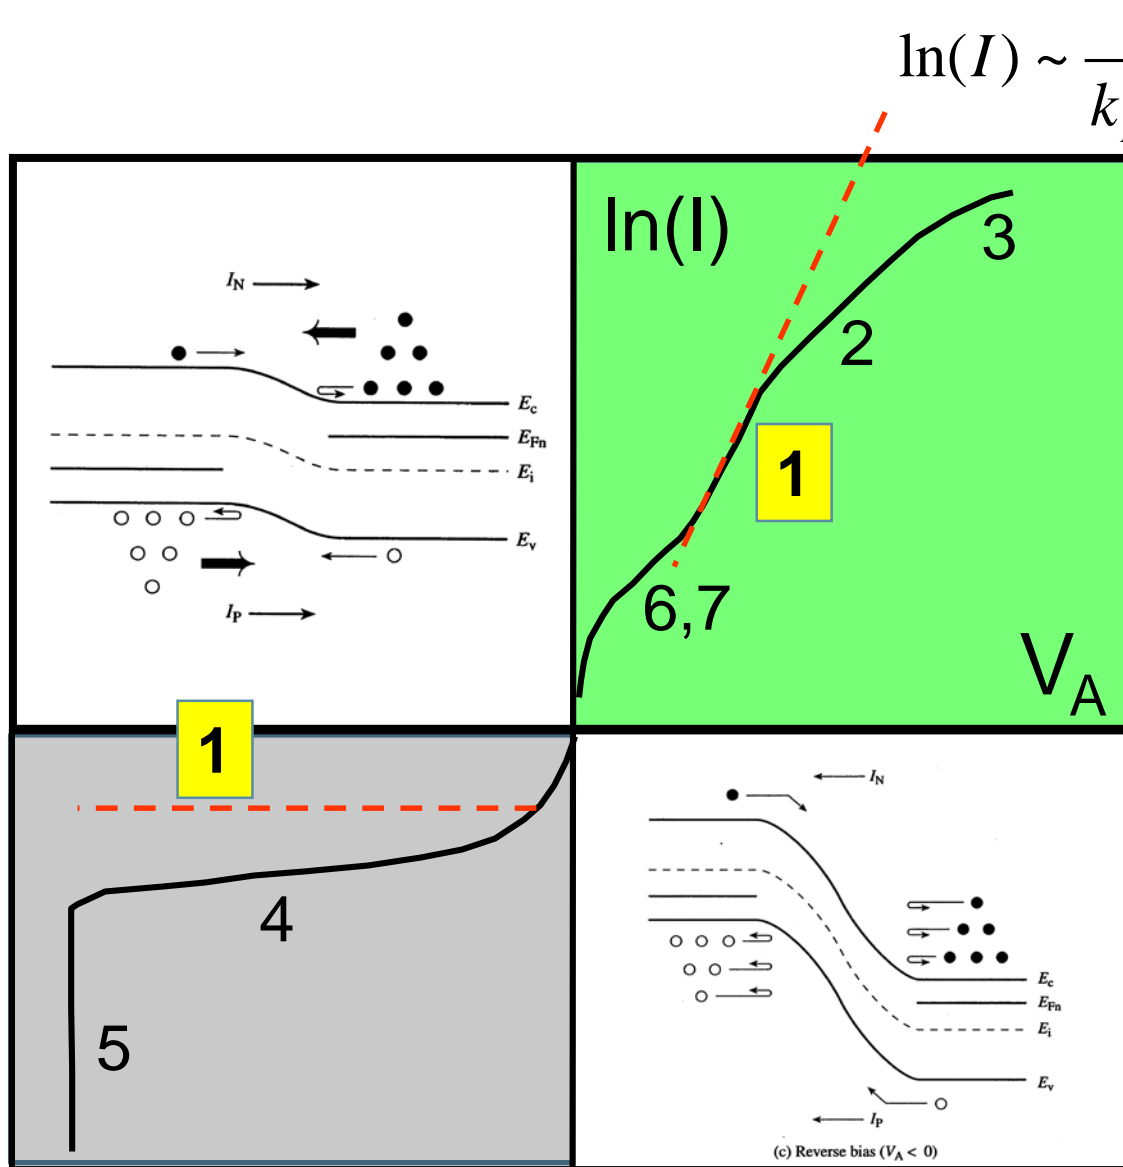 ln(I) ~
k
ln(I)
3
2
1
6,7
V_A
I_N
E_c
E_Fn
E_i
E_v
I_P
1
4
5
I_N
E_c
E_Fn
E_i
E_v
I_P
(c) Reverse bias (V_A < 0)